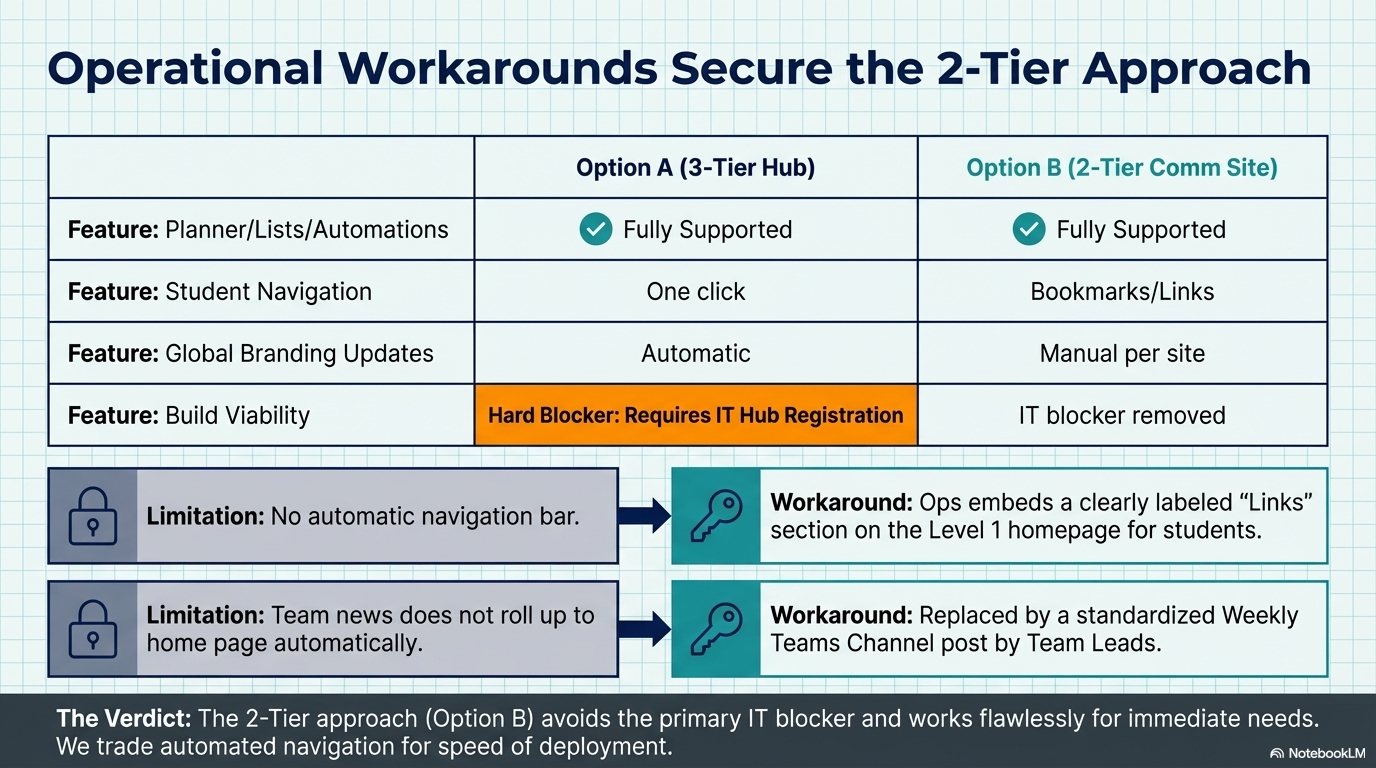 Operational Workarounds Secure the 2-Tier Approach
Option A (3-Tier Hub)
Option B (2-Tier Comm Site)
Feature: Planner/Lists/Automations
Fully Supported
Fully Supported
Feature: Student Navigation
One click
Bookmarks/Links
Feature: Global Branding Updates
Automatic
Manual per site
Feature: Build Viability
Hard Blocker: Requires IT Hub Registration
IT blocker removed
Limitation: No automatic navigation bar.
Workaround: Ops embeds a clearly labeled “Links”
section on the Level 1 homepage for students.
Limitation: Team news does not roll up to
home page automatically.
Workaround: Replaced by a standardized Weekly
Teams Channel post by Team Leads.
The Verdict: The 2-Tier approach (Option B) avoids the primary IT blocker and works flawlessly for immediate needs.
We trade automated navigation for speed of deployment.
NotebookLM